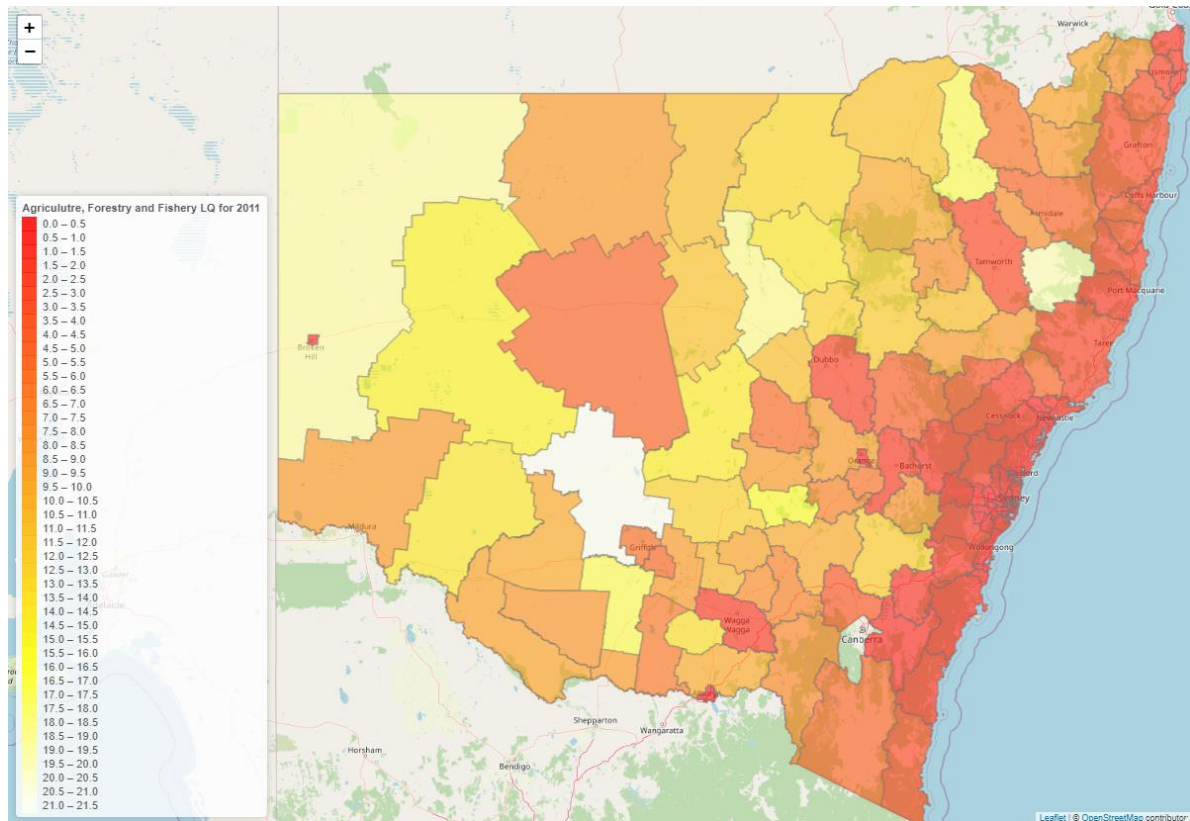 +
−
Warwick
Lismore
Grafton
Coffs Harbour
Armidale
Tamworth
Port Macquarie
Taree
Broken
Hill
Dubbo
Cessnock
Newcastle
Orange
Bathurst
Gosford
Sydney
Mildura
Griffith
Wollongong
Wagga
Wagga
Canberra
Albury
Shepparton
Wangaratta
Horsham
Bendigo
Agriculutre, Forestry and Fishery LQ for 2011
0.0 – 0.5
0.5 – 1.0
1.0 – 1.5
1.5 – 2.0
2.0 – 2.5
2.5 – 3.0
3.0 – 3.5
3.5 – 4.0
4.0 – 4.5
4.5 – 5.0
5.0 – 5.5
5.5 – 6.0
6.0 – 6.5
6.5 – 7.0
7.0 – 7.5
7.5 – 8.0
8.0 – 8.5
8.5 – 9.0
9.0 – 9.5
9.5 – 10.0
10.0 – 10.5
10.5 – 11.0
11.0 – 11.5
11.5 – 12.0
12.0 – 12.5
12.5 – 13.0
13.0 – 13.5
13.5 – 14.0
14.0 – 14.5
14.5 – 15.0
15.0 – 15.5
15.5 – 16.0
16.0 – 16.5
16.5 – 17.0
17.0 – 17.5
17.5 – 18.0
18.0 – 18.5
18.5 – 19.0
19.0 – 19.5
19.5 – 20.0
20.0 – 20.5
20.5 – 21.0
21.0 – 21.5
Leaflet | © OpenStreetMap contributor